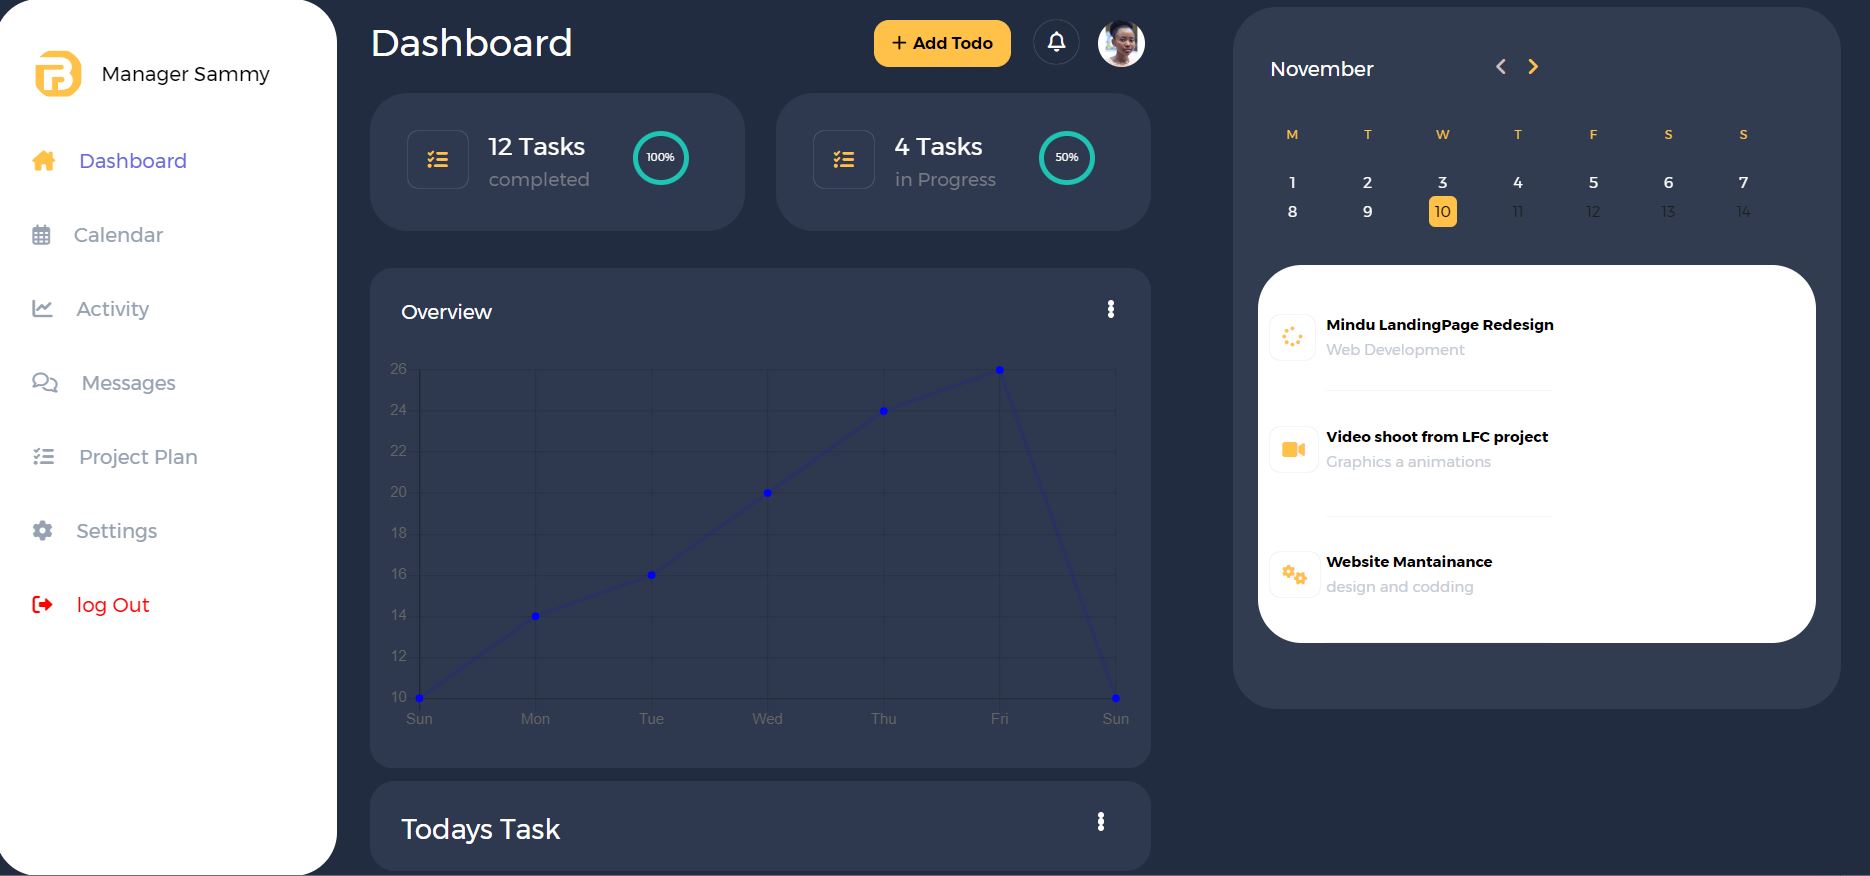 Manager Sammy
Dashboard
Calendar
Activity
Messages
Project Plan
Settings
log Out
Dashboard
+ Add Todo
12 Tasks
completed
100%
4 Tasks
in Progress
50%
Overview
26
24
22
20
18
16
14
12
10
Sun Mon Tue Wed Thu Fri Sun
Todays Task
November
M T W T F S S
1 2 3 4 5 6 7
8 9 10 11 12 13 14
Mindu LandingPage Redesign
Web Development
Video shoot from LFC project
Graphics a animations
Website Mantainance
design and codding